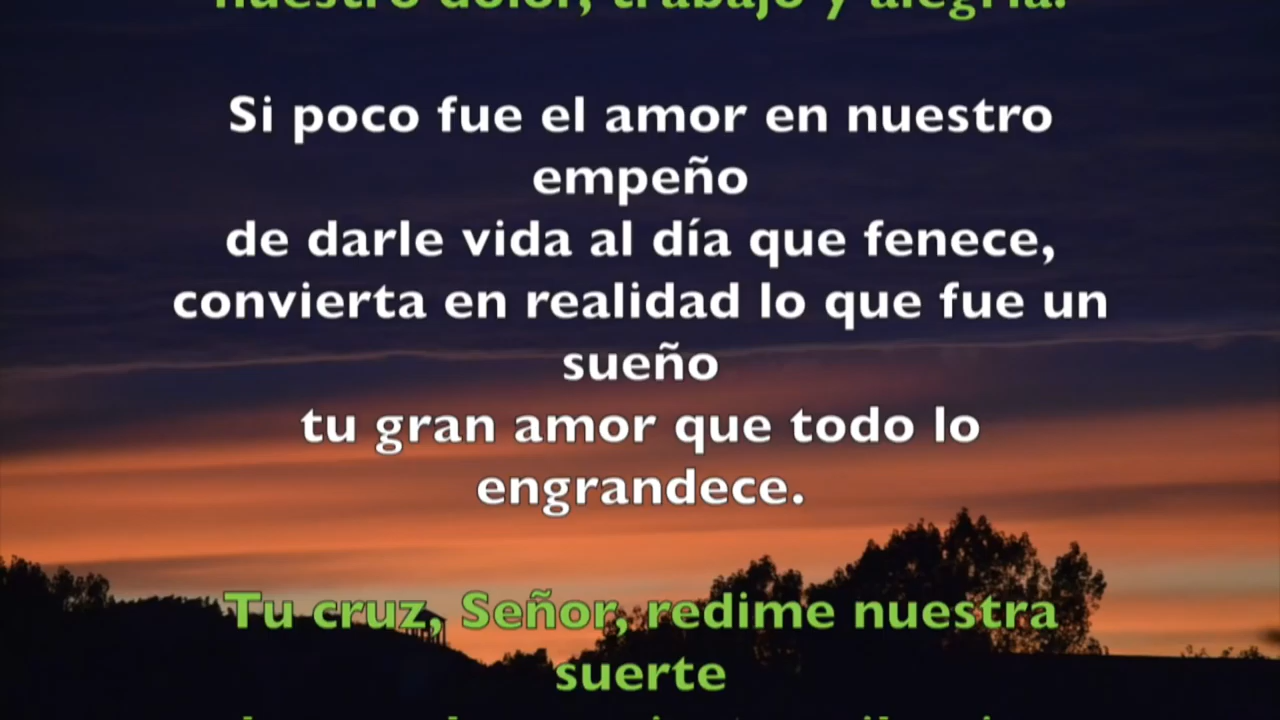 nuestro dolor, trabajo y alegría.
Si poco fue el amor en nuestro
empeño
de darle vida al día que fenece,
convierta en realidad lo que fue un
sueño
tu gran amor que todo lo
engrandece.
Tu cruz, Señor, redime nuestra
suerte